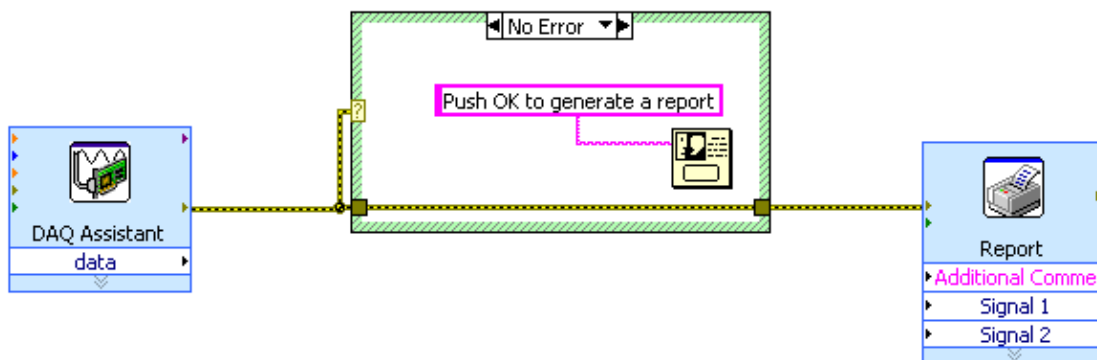 No Error
Push OK to generate a report
?
DAQ Assistant
data
Report
Additional Comme
Signal 1
Signal 2